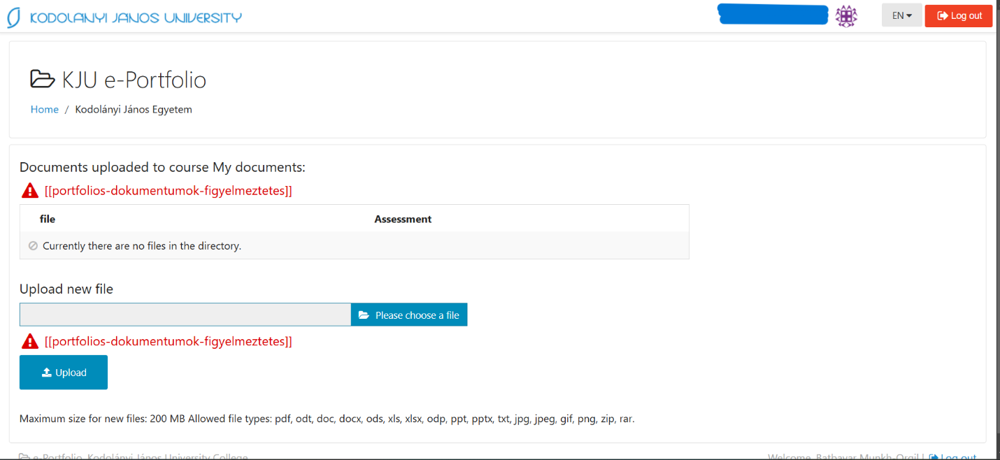 KODOLÁNYI JÁNOS UNIVERSITY
EN
Log out
KJU e-Portfolio
Home / Kodolányi János Egyetem
Documents uploaded to course My documents:
[[portfolios-dokumentumok-figyelmeztetes]]
file Assessment
Currently there are no files in the directory.
Upload new file
Please choose a file
[[portfolios-dokumentumok-figyelmeztetes]]
Upload
Maximum size for new files: 200 MB Allowed file types: pdf, odt, doc, docx, ods, xls, xlsx, odp, ppt, pptx, txt, jpg, jpeg, gif, png, zip, rar.
e-Portfolio, Kodolányi János University College
Welcome, Batbayar Munkh-Orgil | Log out